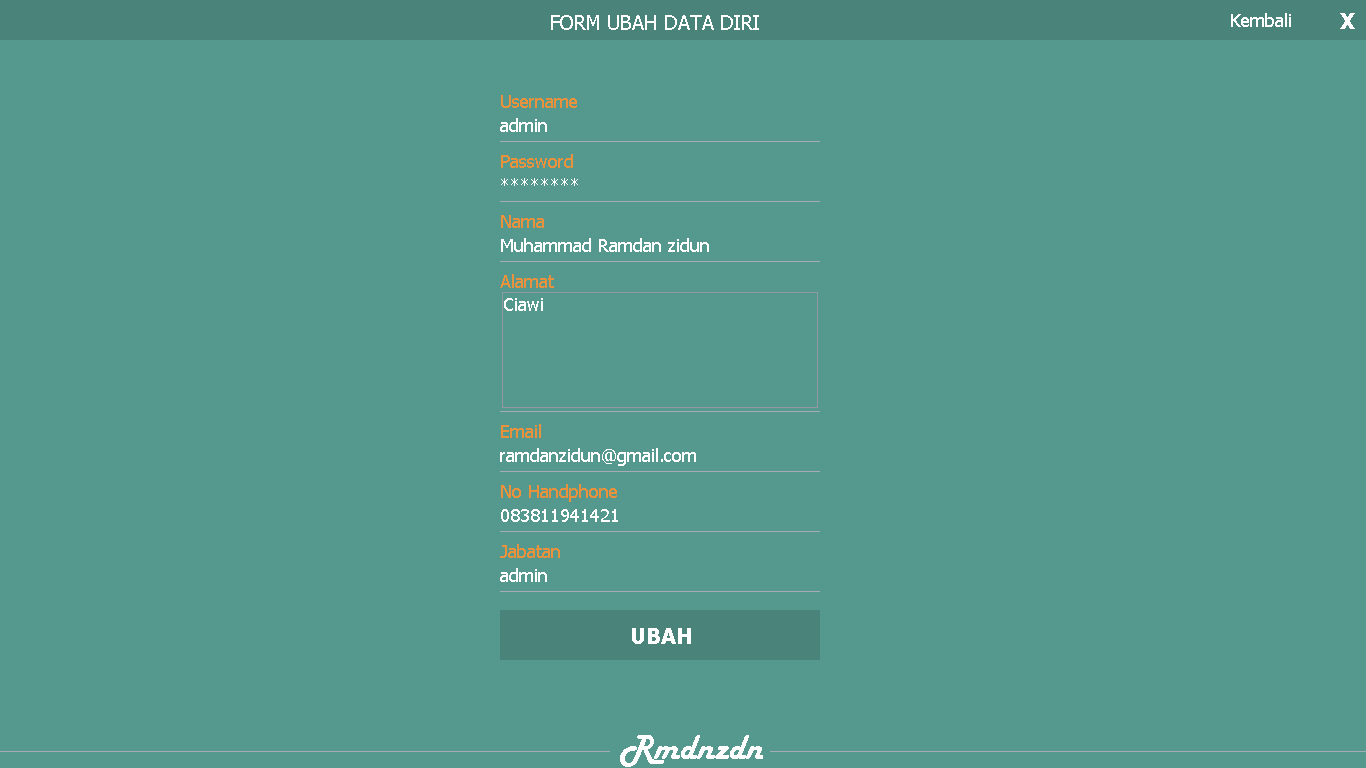 FORM UBAH DATA DIRI
Kembali
X
Username
admin
Password
********
Nama
Muhammad Ramdan zidun
Alamat
Ciawi
Email
ramdanzidun@gmail.com
No Handphone
083811941421
Jabatan
admin
UBAH
Rmdnzdn